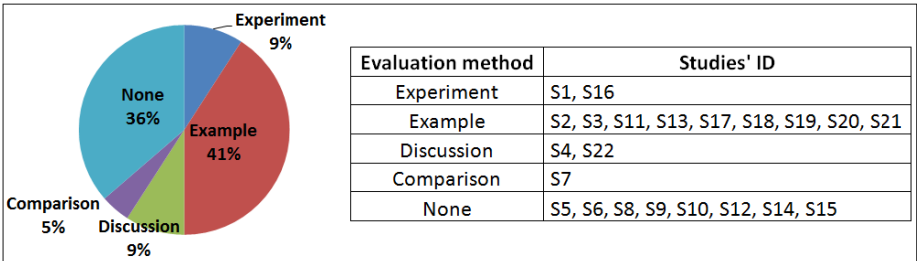 Experiment
9%
None
36%
Example
41%
Comparison
5%
Discussion
9%
Evaluation method Studies' ID
Experiment S1, S16
Example S2, S3, S11, S13, S17, S18, S19, S20, S21
Discussion S4, S22
Comparison S7
None S5, S6, S8, S9, S10, S12, S14, S15